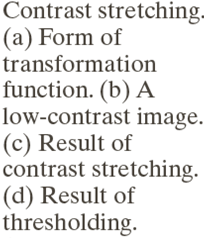 Contrast stretching.
(a) Form of
transformation
function. (b) A
low-contrast image.
(c) Result of
contrast stretching.
(d) Result of
thresholding.